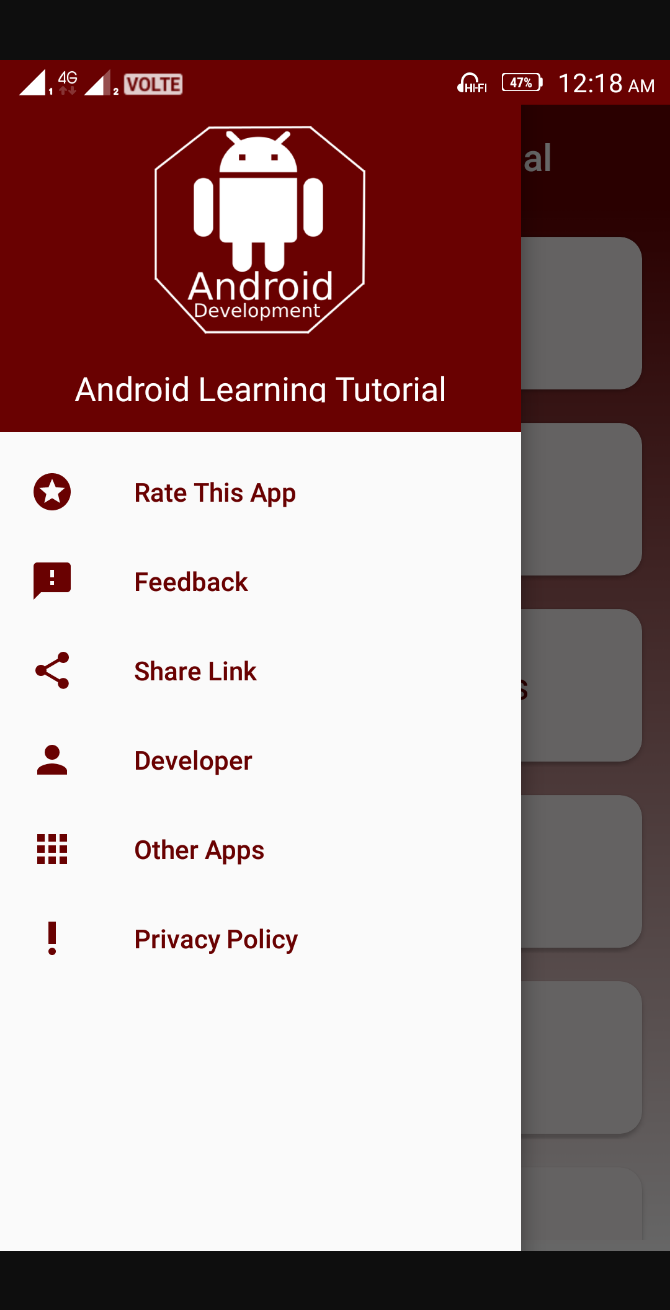 1 4G 2 VOLTE HI-FI 47% 12:18 AM
al
Android
Development
Android Learning Tutorial
Rate This App
Feedback
Share Link
s
Developer
Other Apps
Privacy Policy